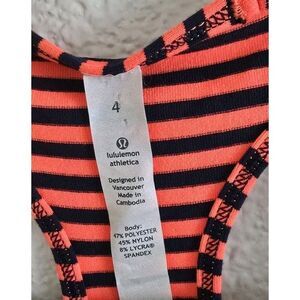 4
lululemon
athletica
Designed in
Vancouver
Made in
Cambodia
Body:
47% POLYESTER
45% NYLON
8% LYCRA®
SPANDEX